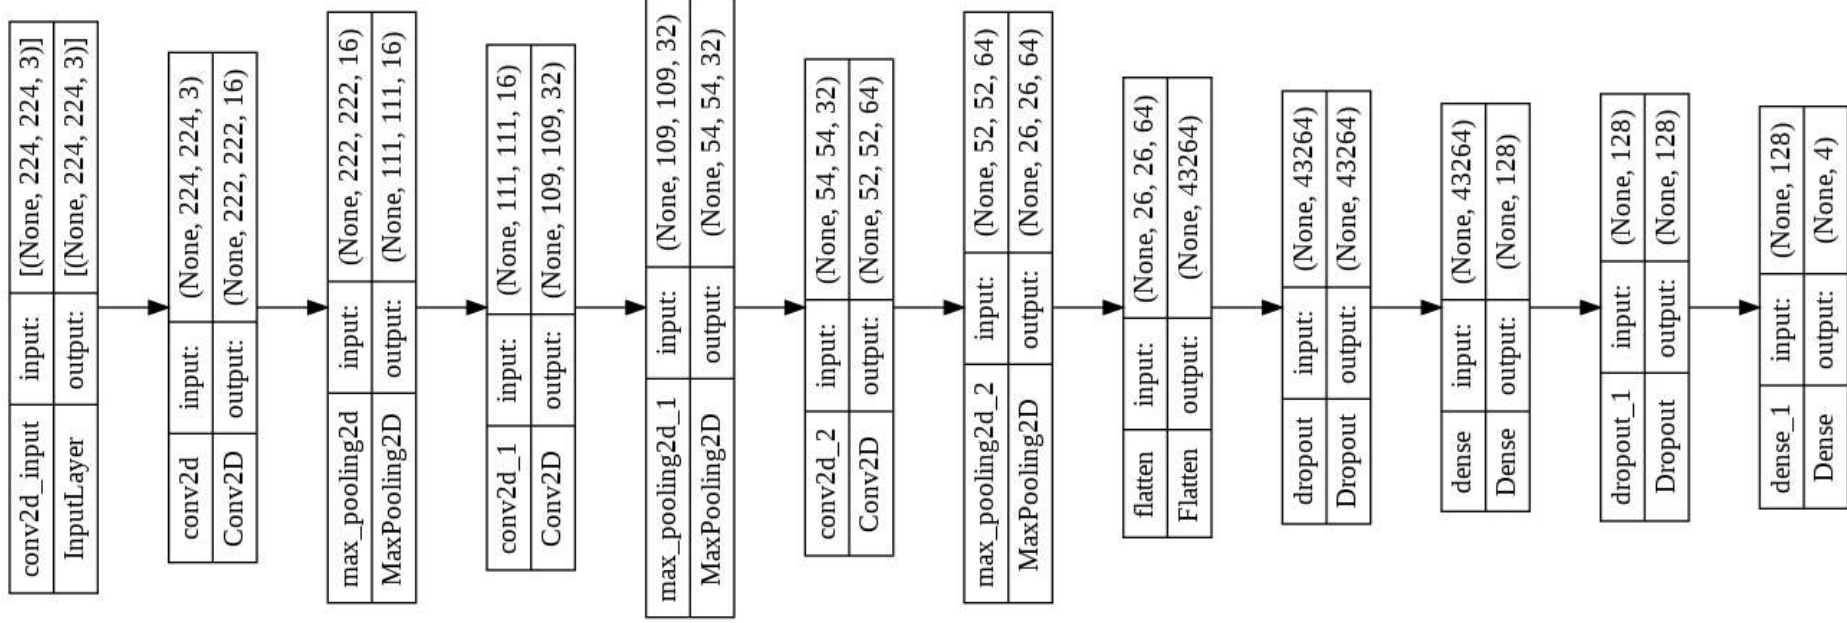 conv2d_input input: [(None, 224, 224, 3)]
InputLayer output: [(None, 224, 224, 3)]
conv2d input: (None, 224, 224, 3)
Conv2D output: (None, 222, 222, 16)
max_pooling2d input: (None, 222, 222, 16)
MaxPooling2D output: (None, 111, 111, 16)
conv2d_1 input: (None, 111, 111, 16)
Conv2D output: (None, 109, 109, 32)
max_pooling2d_1 input: (None, 109, 109, 32)
MaxPooling2D output: (None, 54, 54, 32)
conv2d_2 input: (None, 54, 54, 32)
Conv2D output: (None, 52, 52, 64)
max_pooling2d_2 input: (None, 52, 52, 64)
MaxPooling2D output: (None, 26, 26, 64)
flatten input: (None, 26, 26, 64)
Flatten output: (None, 43264)
dropout input: (None, 43264)
Dropout output: (None, 43264)
dense input: (None, 43264)
Dense output: (None, 128)
dropout_1 input: (None, 128)
Dropout output: (None, 128)
dense_1 input: (None, 128)
Dense output: (None, 4)